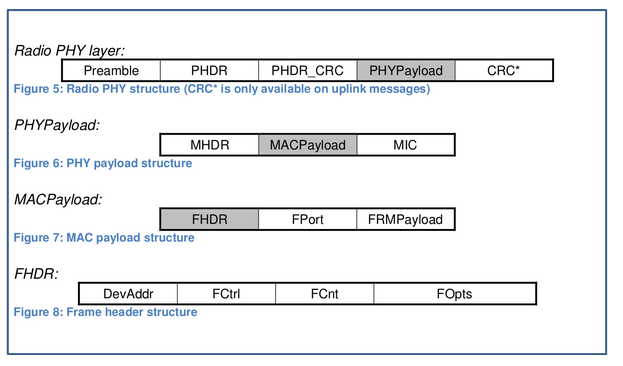 Radio PHY layer:
Preamble PHDR PHDR_CRC PHYPayload CRC*
Figure 5: Radio PHY structure (CRC* is only available on uplink messages)
PHYPayload:
MHDR MACPayload MIC
Figure 6: PHY payload structure
MACPayload:
FHDR FPort FRMPayload
Figure 7: MAC payload structure
FHDR:
DevAddr FCtrl FCnt FOpts
Figure 8: Frame header structure